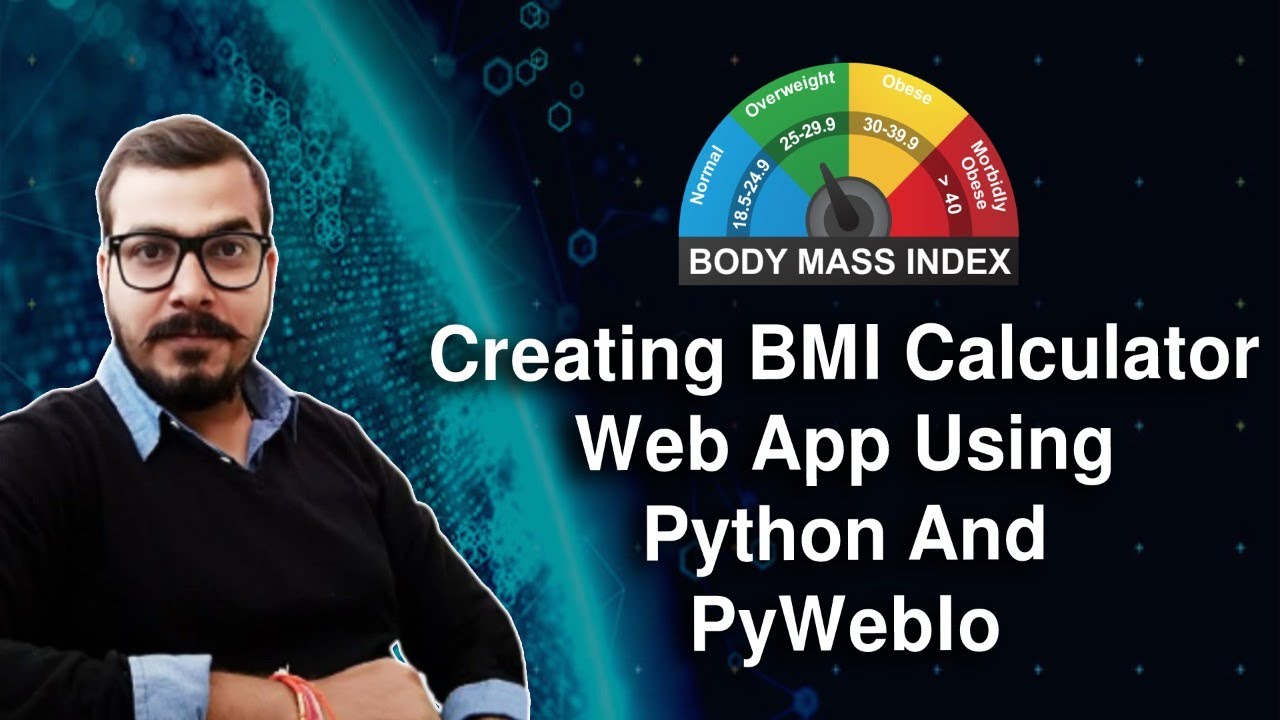 Normal
18.5-24.9
Overweight
25-29.9
Obese
30-39.9
Morbidly
Obese
> 40
BODY MASS INDEX
Creating BMI Calculator
Web App Using
Python And
PyWebIo